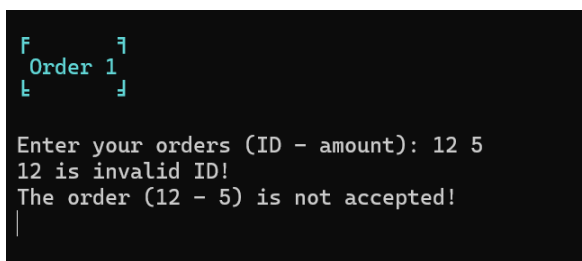 Order 1
Enter your orders (ID - amount): 12 5
12 is invalid ID!
The order (12 - 5) is not accepted!